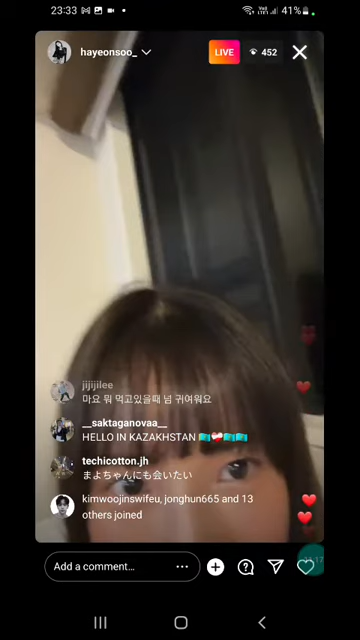 23:33
41%
hayeonsoo_
LIVE
452
jijijilee
마요 뭐 먹고있을때 넘 귀여워요
__saktaganovaa__
HELLO IN KAZAKHSTAN 🇰🇿❤️‍🩹🇰🇿🇰🇿
techicotton.jh
まよちゃんにも会いたい
kimwoojinswifeu, jonghun665 and 13
others joined
Add a comment...